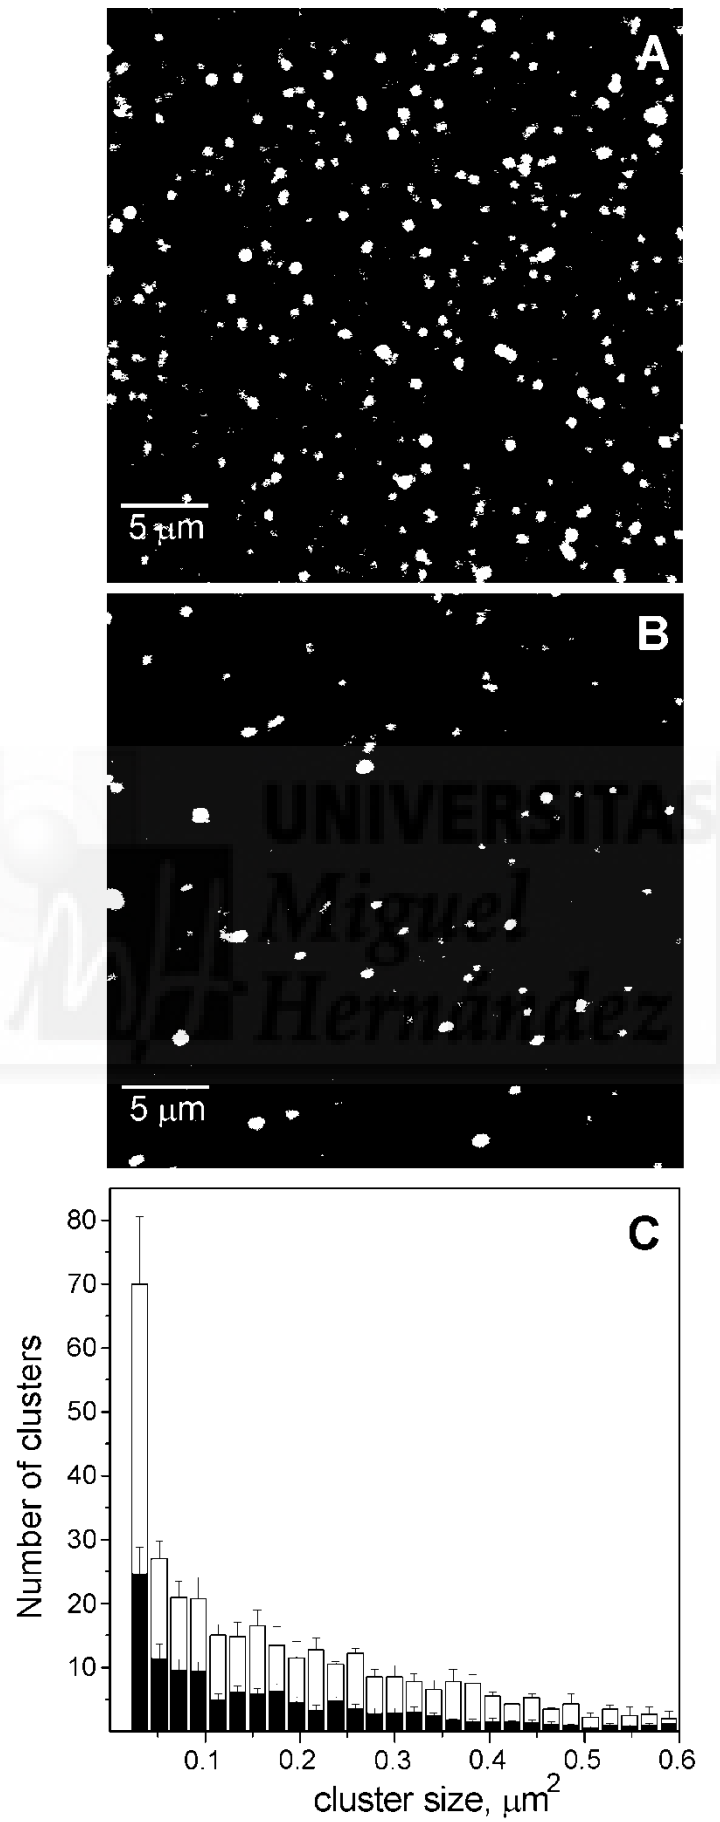 A
5 μm
B
UNIVERSITAS
Miguel
Hernández
5 μm
C
80
70
60
50
40
30
20
10
Number of clusters
0.1 0.2 0.3 0.4 0.5 0.6
cluster size, μm²